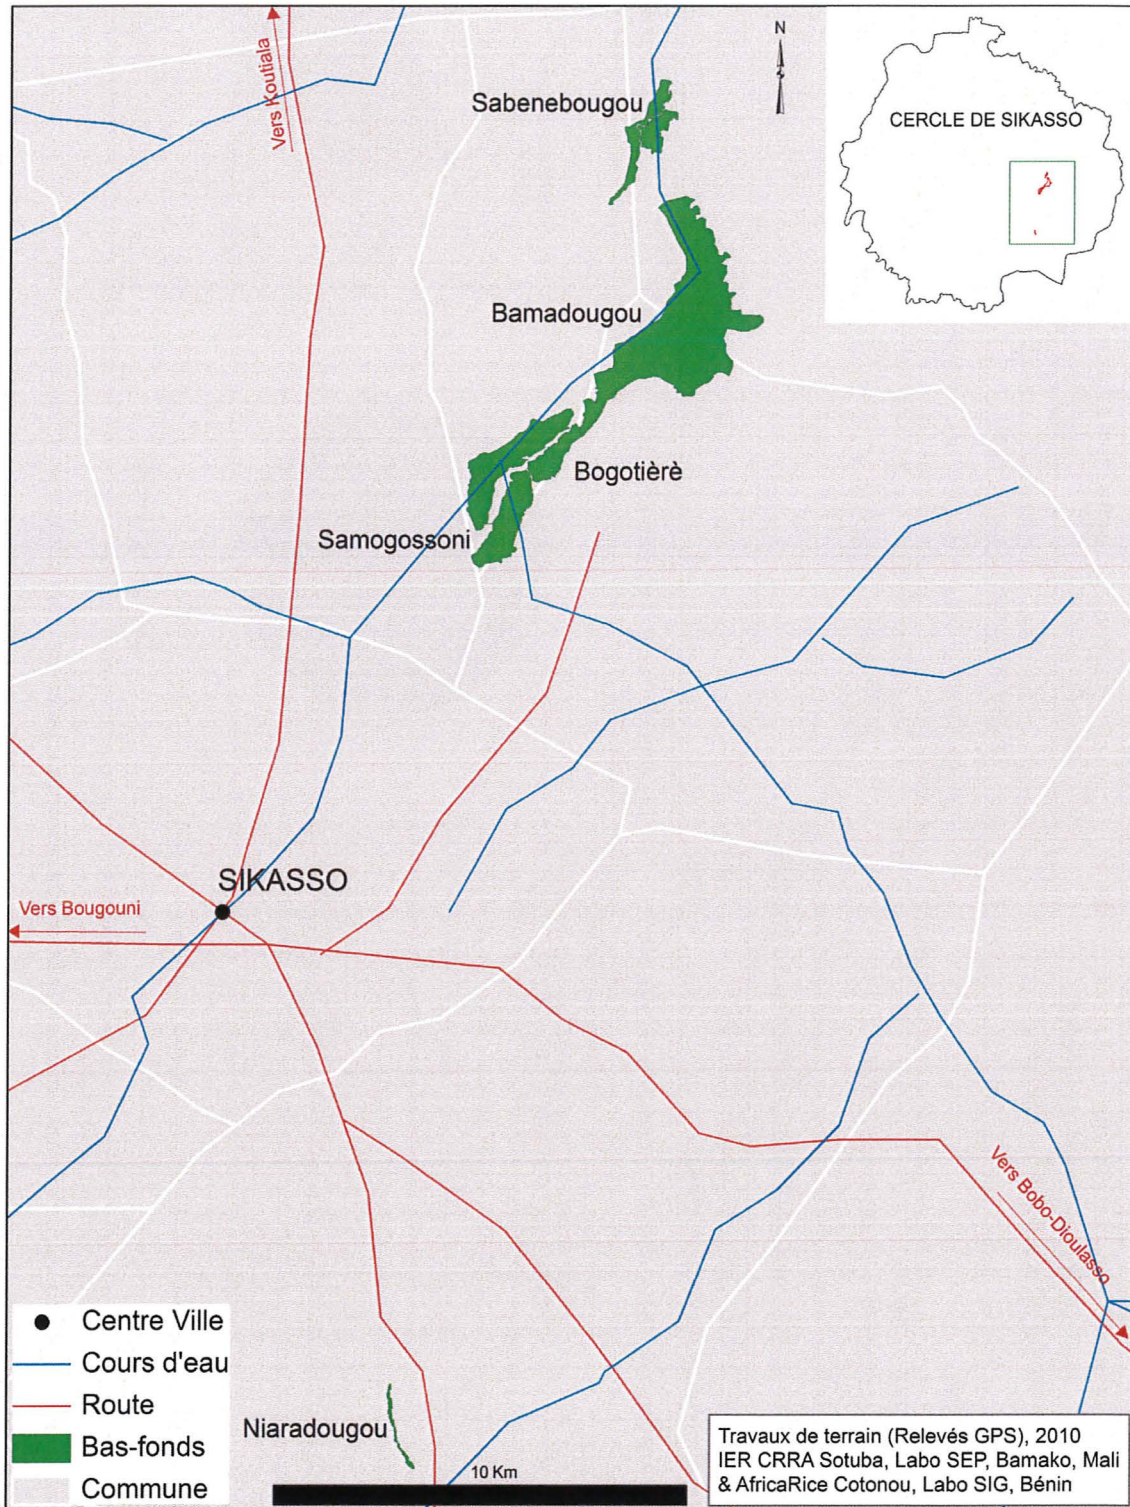 N
Vers Koutiala
Sabenebougou
CERCLE DE SIKASSO
Bamadougou
Bogotièrè
Samogossoni
SIKASSO
Vers Bougouni
Vers Bobo-Dioulasso
Centre Ville
Cours d'eau
Route
Bas-fonds
Commune
Niaradougou
10 Km
Travaux de terrain (Relevés GPS), 2010
IER CRRA Sotuba, Labo SEP, Bamako, Mali
& AfricaRice Cotonou, Labo SIG, Bénin